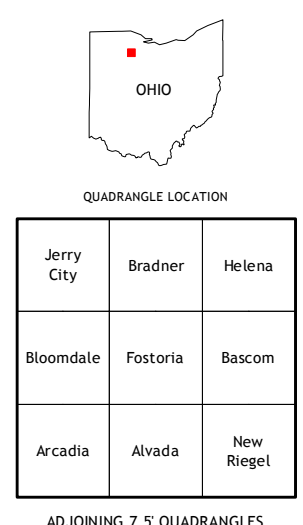 OHIO
QUADRANGLE LOCATION
Jerry
City
Bradner
Helena
Bloomdale
Fostoria
Bascom
Arcadia
Alvada
New
Riegel
ADJOINING 7.5' QUADRANGLES